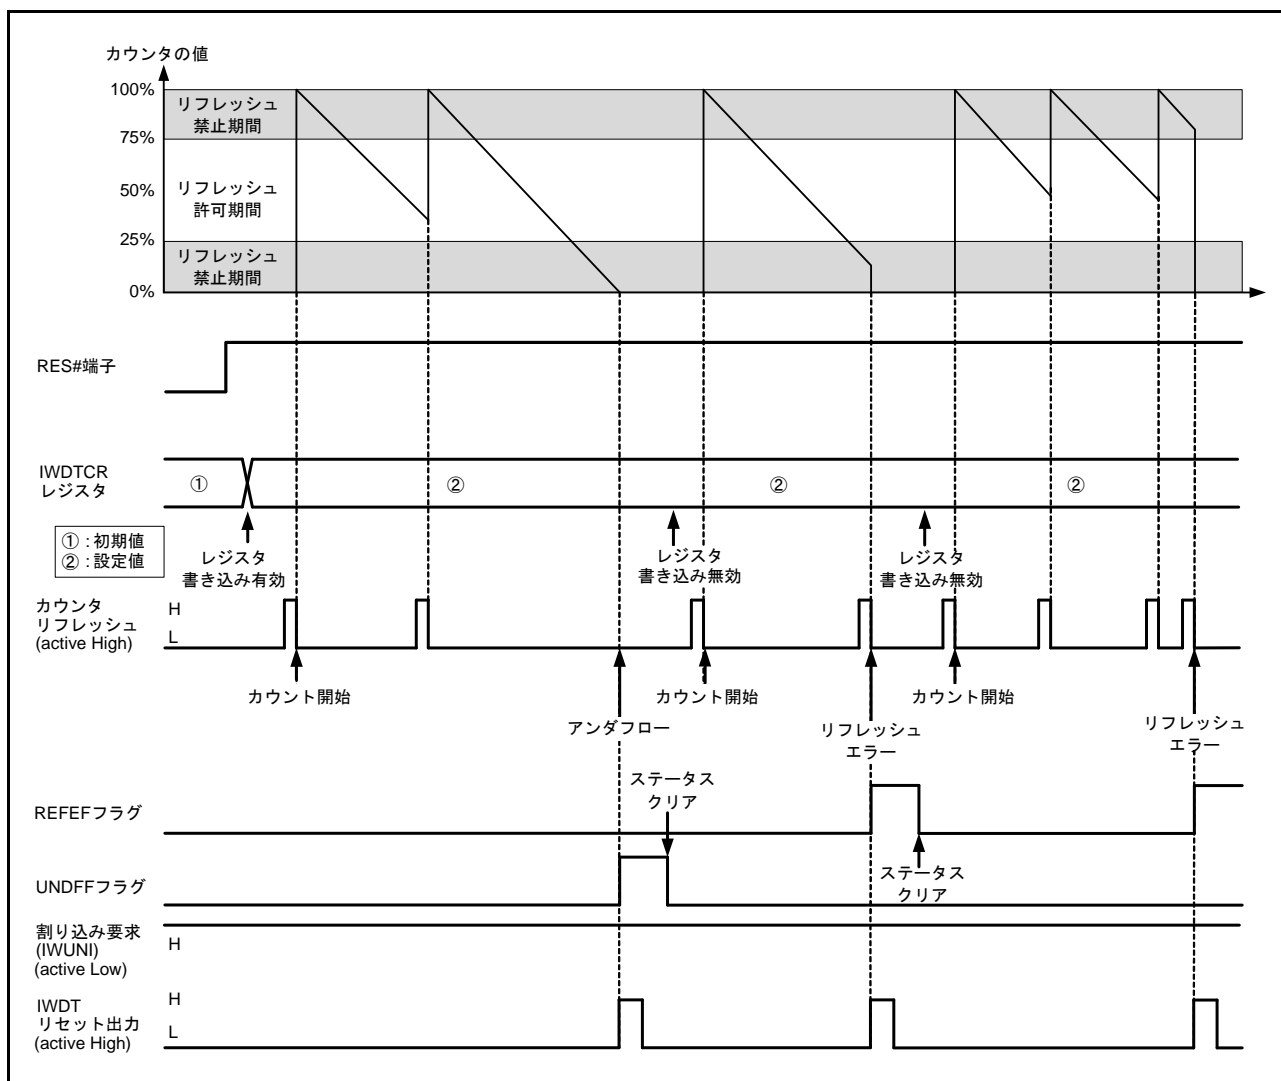 カウンタの値
100%
リフレッシュ
禁止期間
75%
50%
リフレッシュ
許可期間
25%
リフレッシュ
禁止期間
0%
RES#端子
IWDTCR
レジスタ
①
②
②
②
①:初期値
②:設定値
レジスタ
書き込み有効
レジスタ
書き込み無効
レジスタ
書き込み無効
カウンタ
リフレッシュ
(active High)
H
L
カウント開始
カウント開始
カウント開始
アンダフロー
リフレッシュ
エラー
リフレッシュ
エラー
ステータス
クリア
REFEFフラグ
ステータス
クリア
UNDFFフラグ
割り込み要求
(IWUNI)
(active Low)
H
IWDT
リセット出力
(active High)
H
L